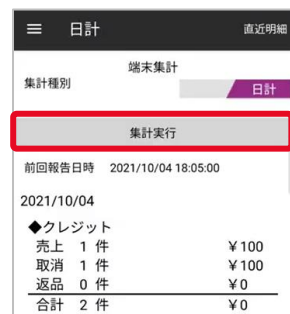 日計 直近明細
端末集計
集計種別
日計
集計実行
前回報告日時 2021/10/04 18:05:00
2021/10/04
◆クレジット
売上 1 件 ￥100
取消 1 件 ￥100
返品 0 件 ￥0
合計 2 件 ￥0